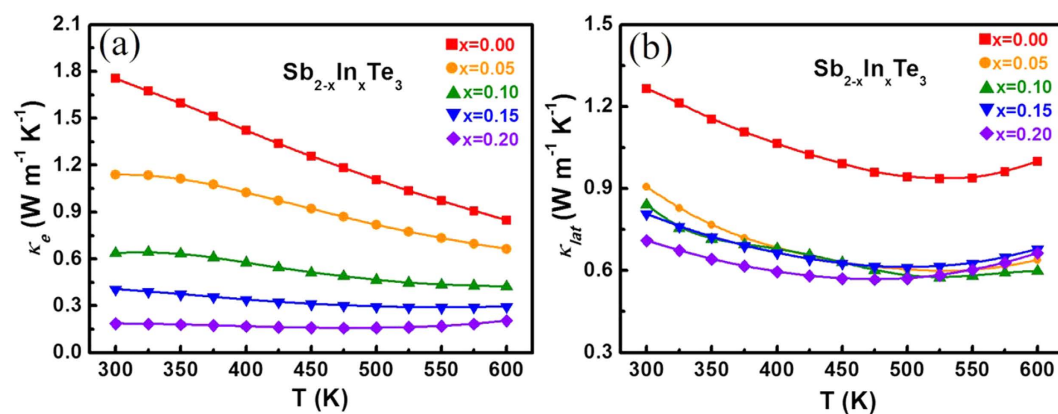 (a)
Sb2-xInxTe3
x=0.00
x=0.05
x=0.10
x=0.15
x=0.20
κe (W m-1 K-1)
2.1
1.8
1.5
1.2
0.9
0.6
0.3
0.0
300 350 400 450 500 550 600
T (K)
(b)
Sb2-xInxTe3
x=0.00
x=0.05
x=0.10
x=0.15
x=0.20
κlat (W m-1 K-1)
1.5
1.2
0.9
0.6
0.3
300 350 400 450 500 550 600
T (K)